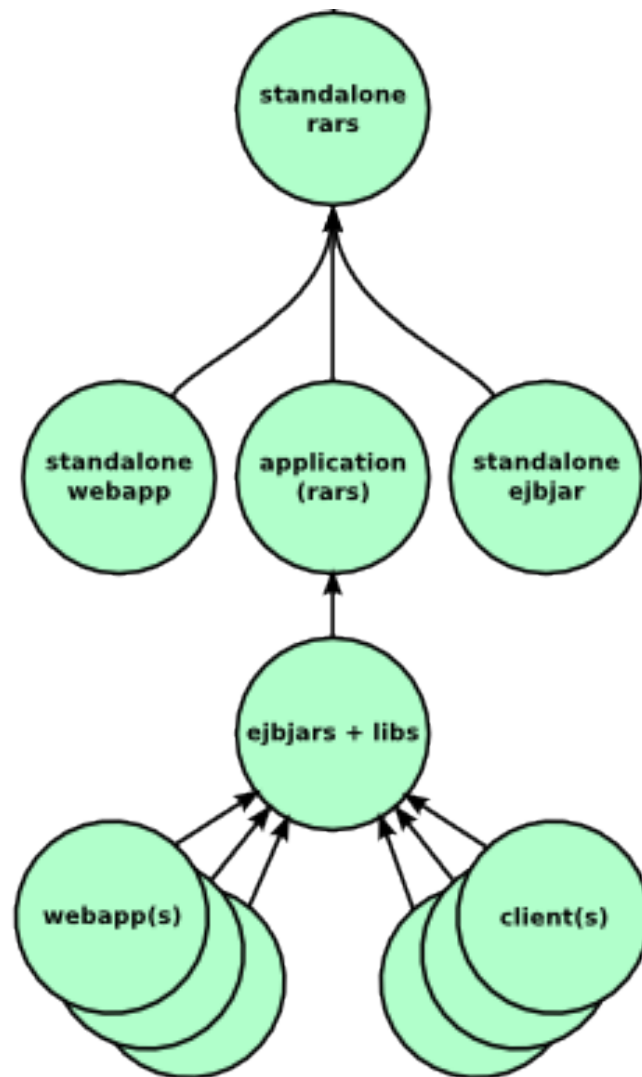 standalone
rars
standalone
webapp
application
(rars)
standalone
ejbjar
ejbjars + libs
webapp(s)
client(s)